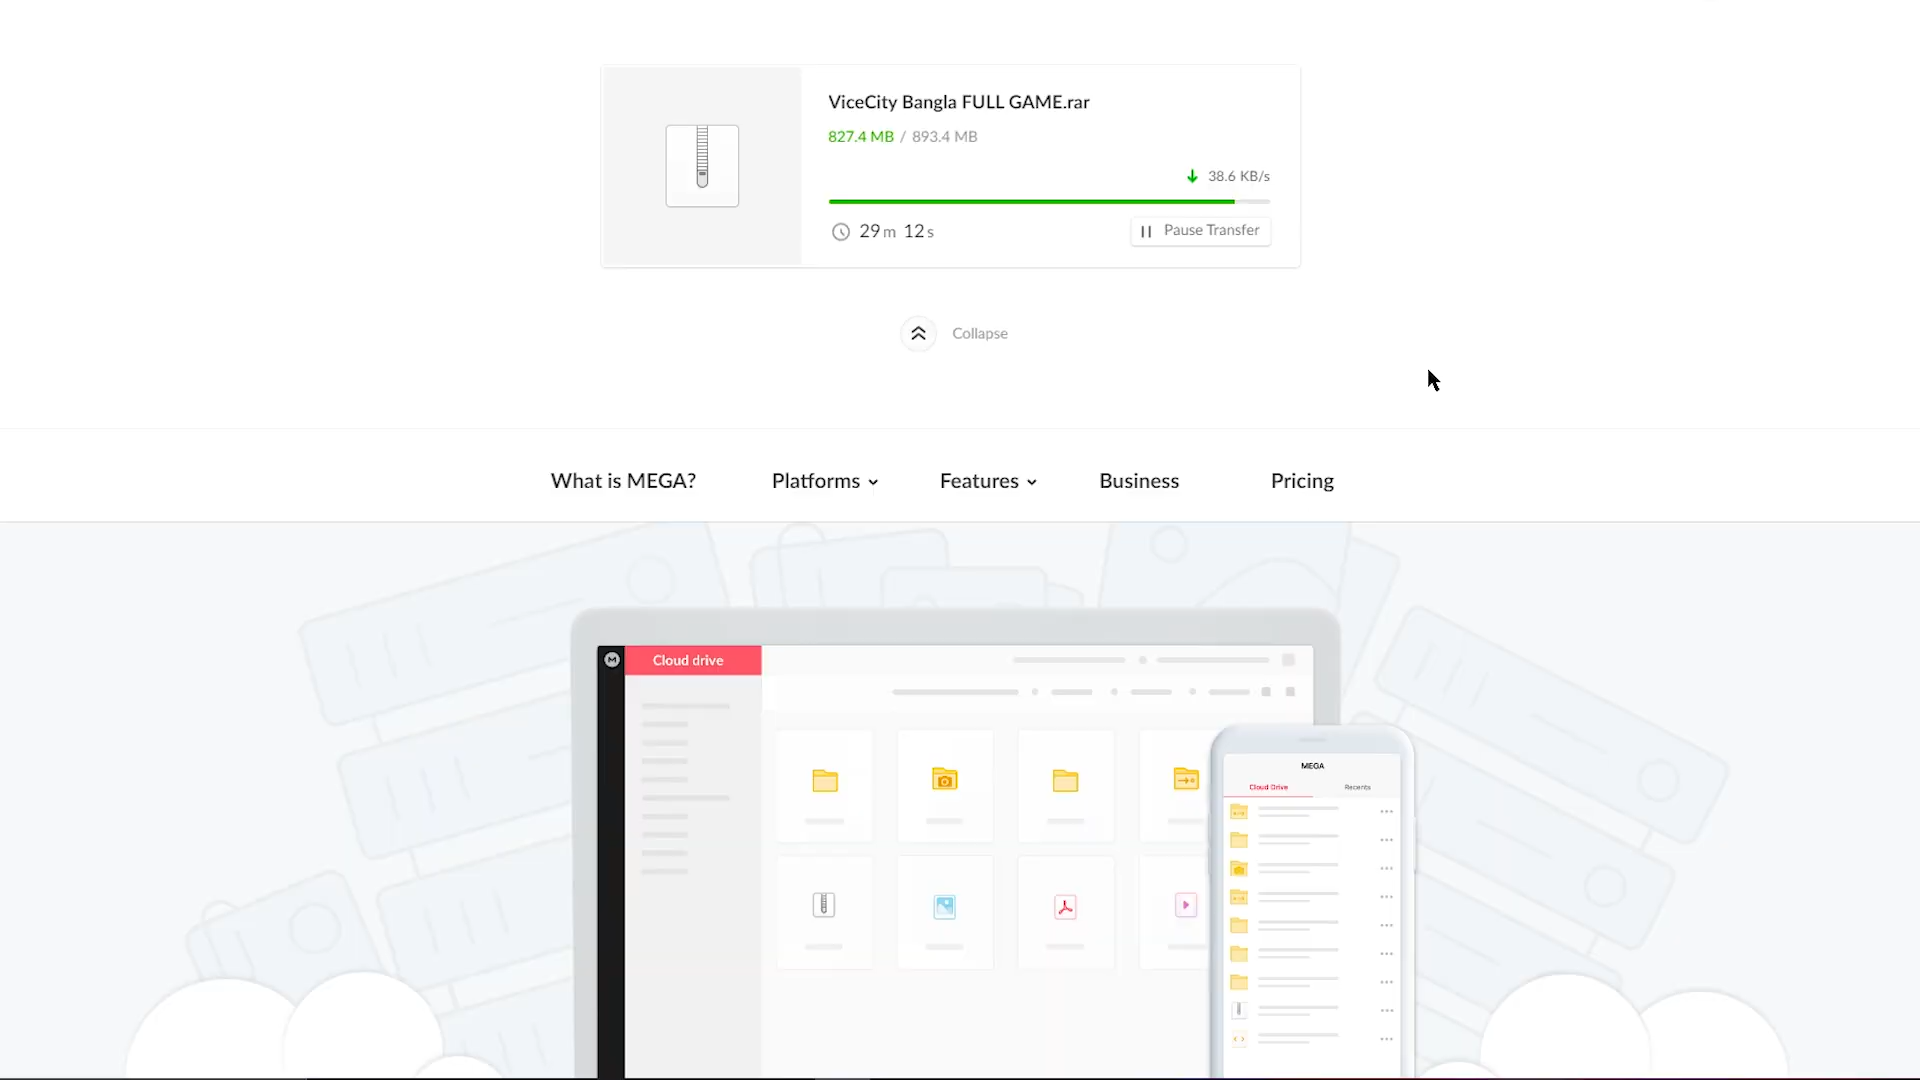 ViceCity Bangla FULL GAME.rar
827.4 MB / 893.4 MB
38.6 KB/s
29 m 12 s
Pause Transfer
Collapse
What is MEGA?
Platforms
Features
Business
Pricing
M
Cloud drive
MEGA
Cloud Drive
Recents